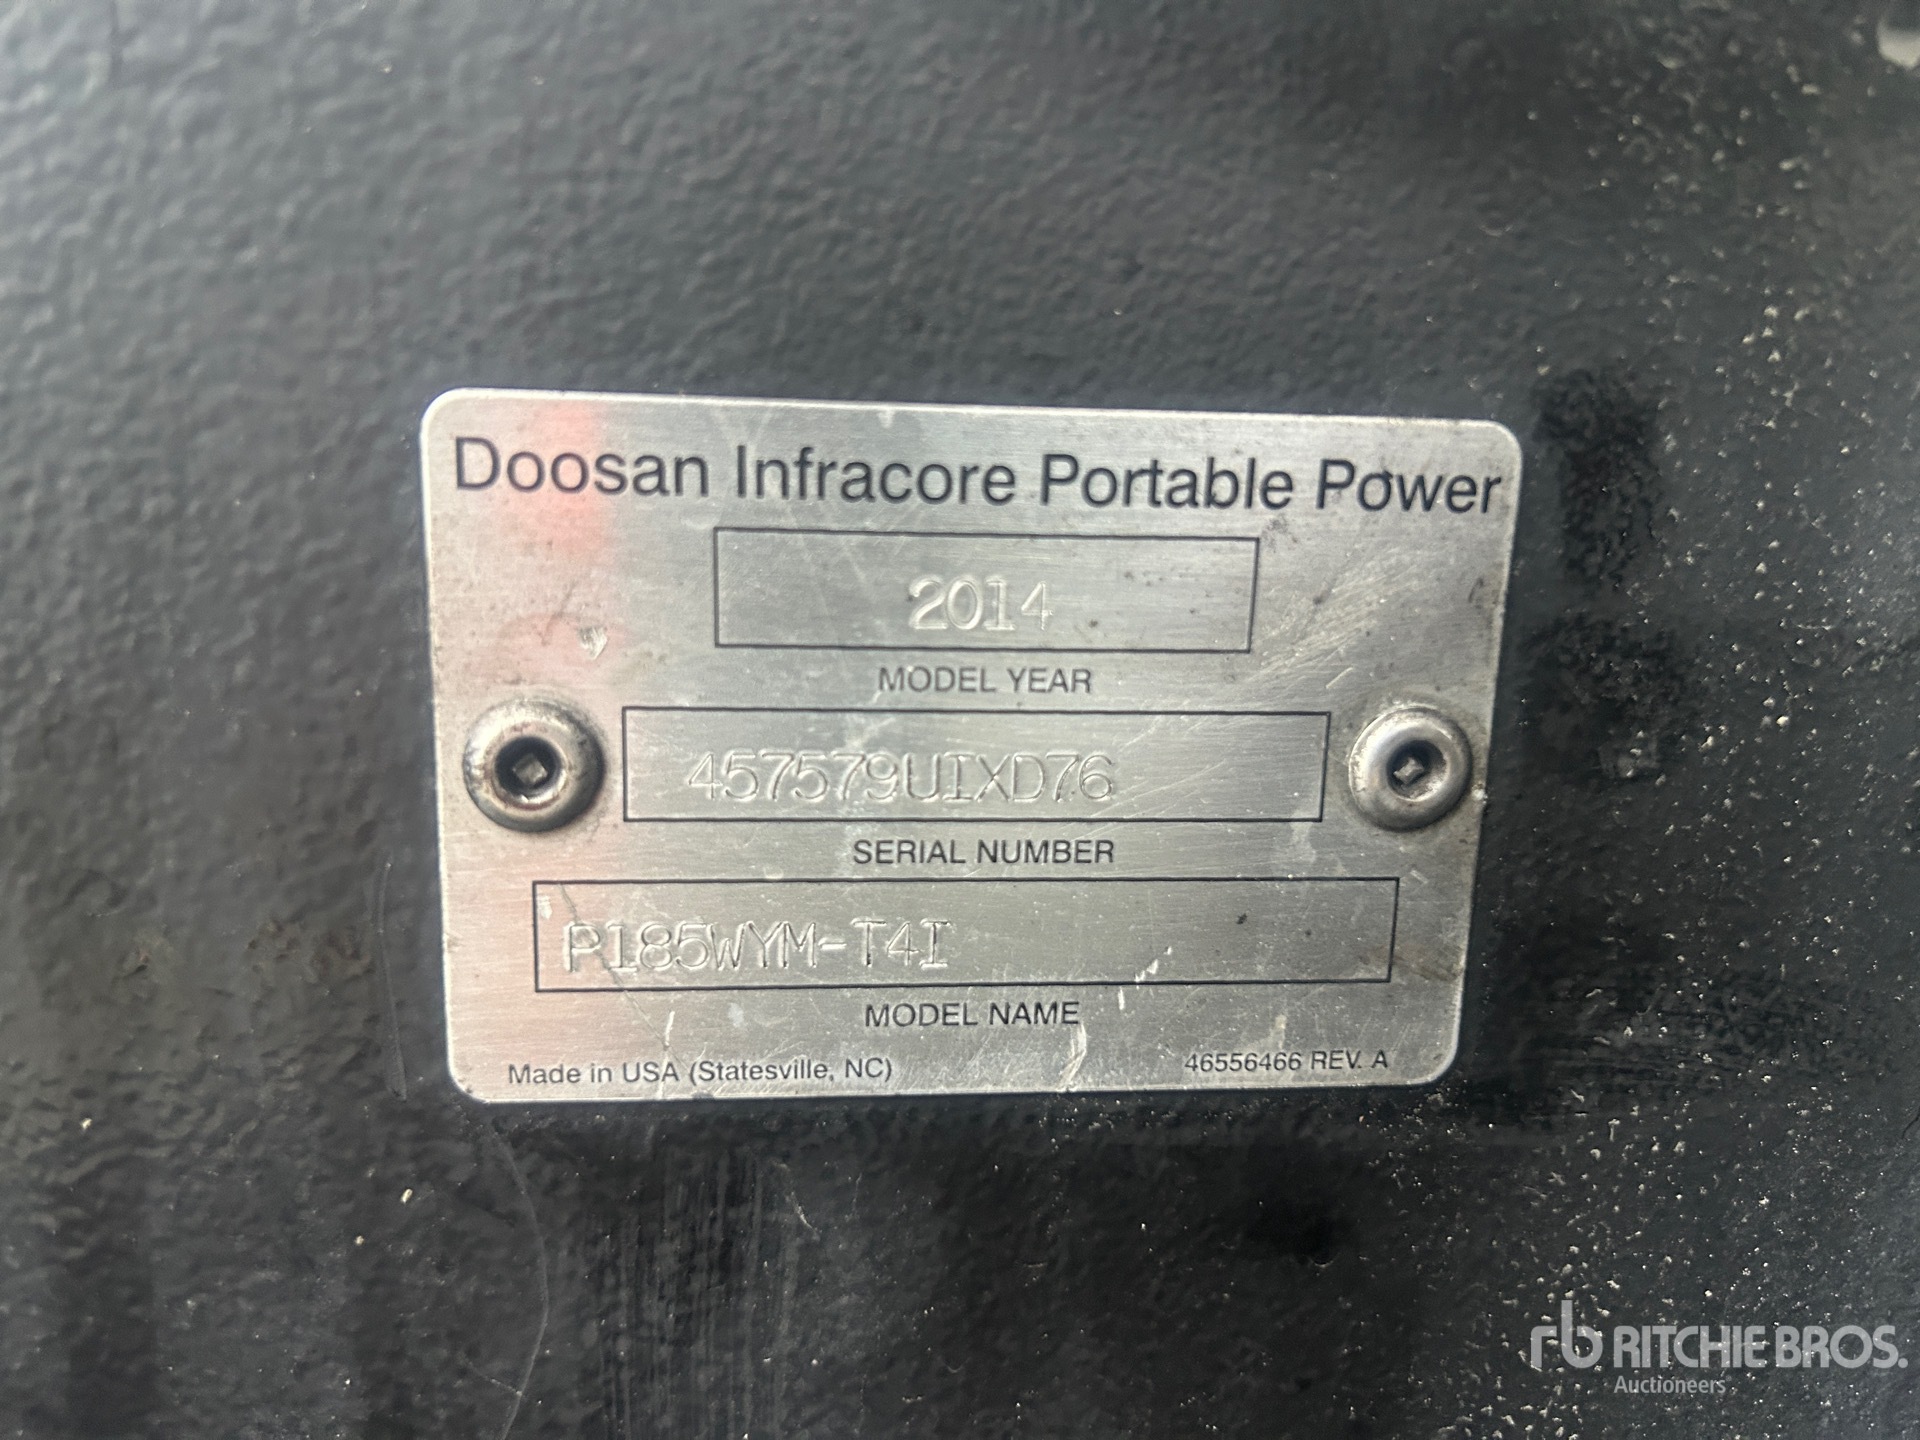 Doosan Infracore Portable Power
2014
MODEL YEAR
457579UIXD76
SERIAL NUMBER
P185WYM-T4I
MODEL NAME
Made in USA (Statesville, NC)
46556466 REV. A
rb RITCHIE BROS.
Auctioneers